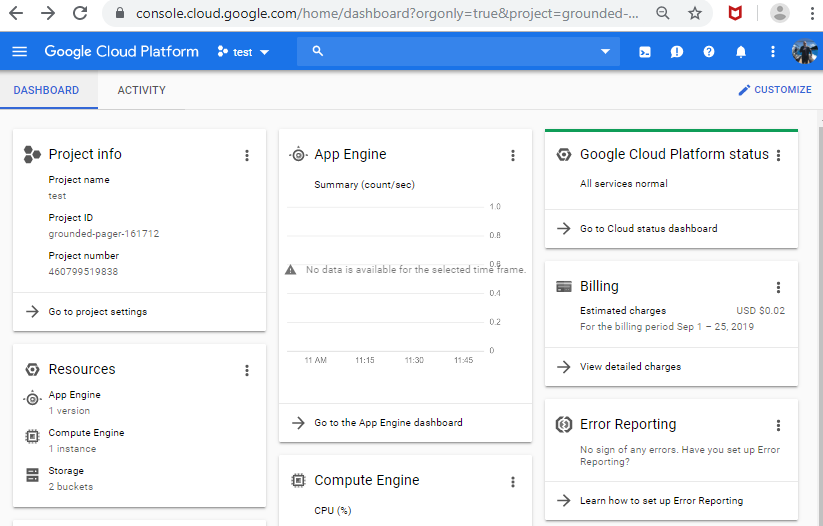 console.cloud.google.com/home/dashboard?orgonly=true&project=grounded-...
Google Cloud Platform
test
DASHBOARD
ACTIVITY
CUSTOMIZE
Project info
Project name
test
Project ID
grounded-pager-161712
Project number
460799519838
Go to project settings
Resources
App Engine
1 version
Compute Engine
1 instance
Storage
2 buckets
App Engine
Summary (count/sec)
1.0
0.8
0.6
No data is available for the selected time frame.
0.4
0.2
0
11 AM
11:15
11:30
11:45
Go to the App Engine dashboard
Compute Engine
CPU (%)
Google Cloud Platform status
All services normal
Go to Cloud status dashboard
Billing
Estimated charges USD $0.02
For the billing period Sep 1 – 25, 2019
View detailed charges
Error Reporting
No sign of any errors. Have you set up Error
Reporting?
Learn how to set up Error Reporting